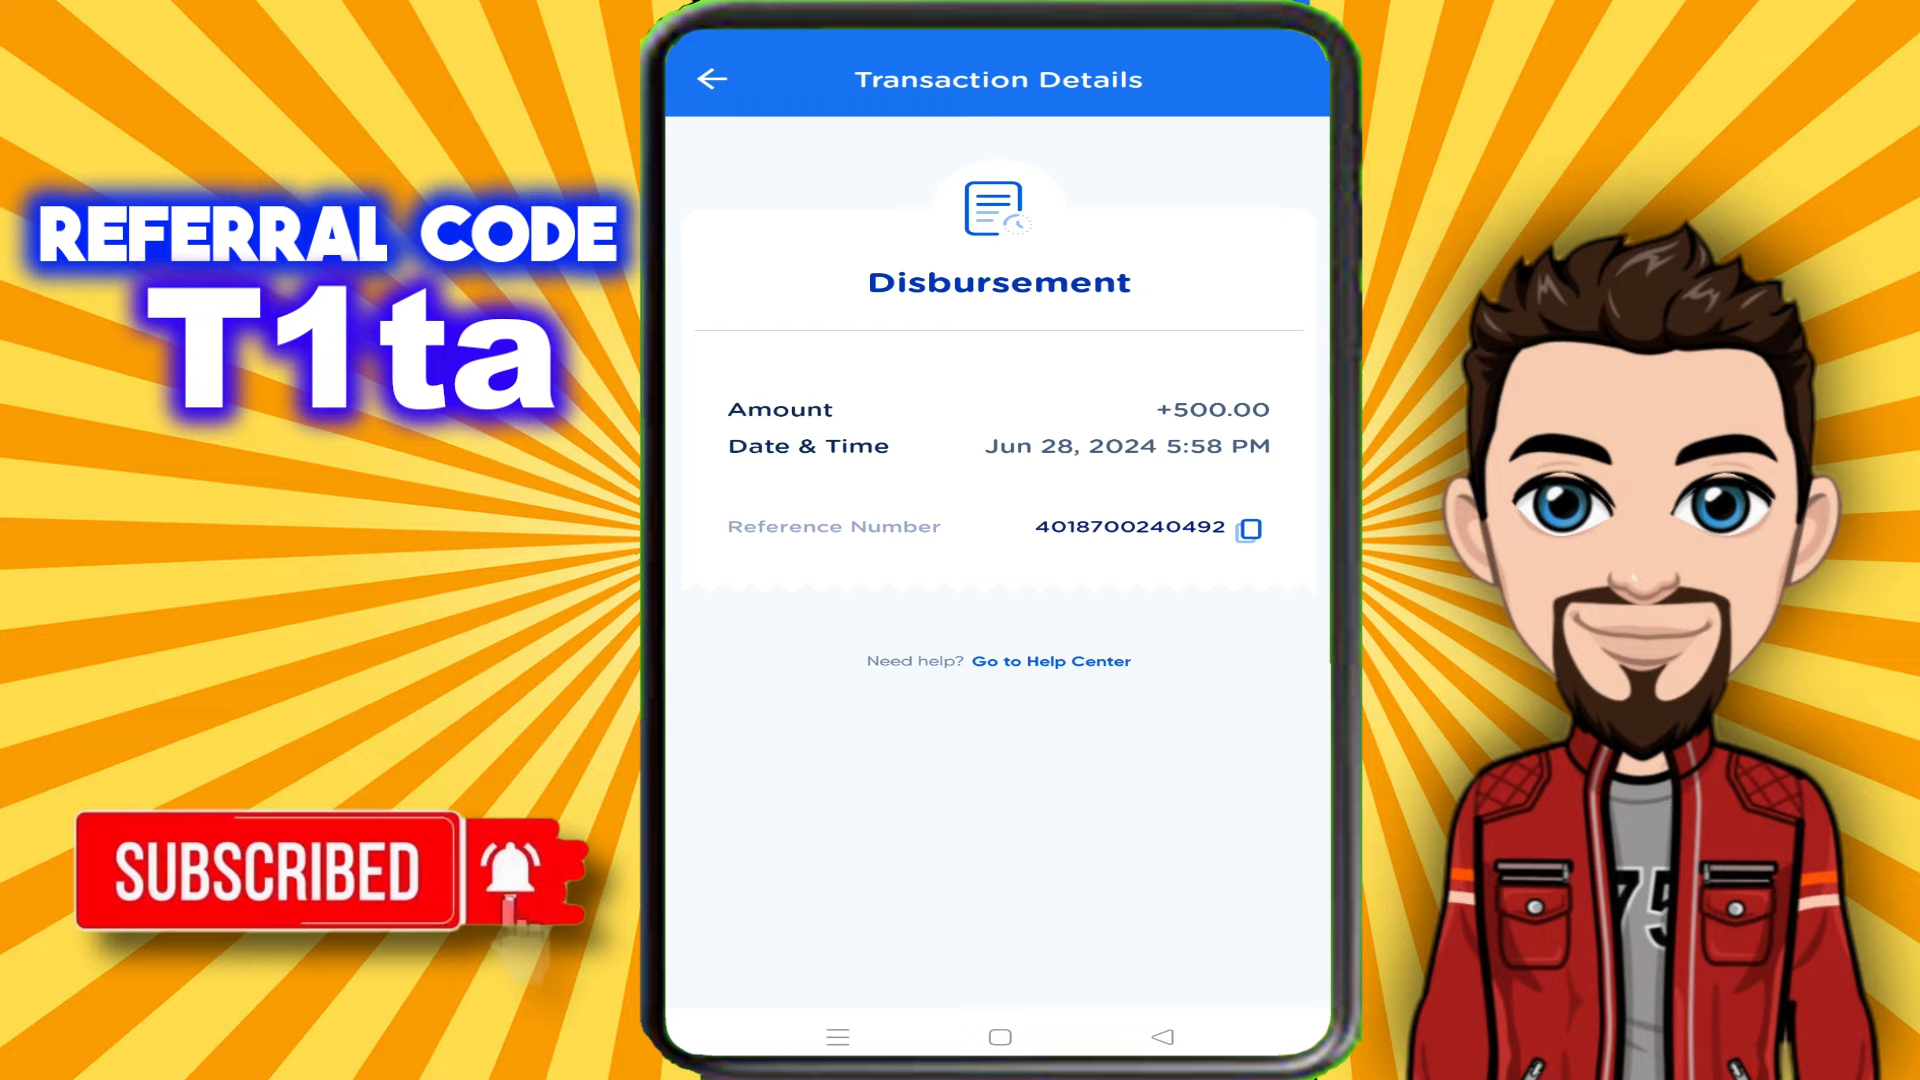 REFERRAL CODE
T1ta
SUBSCRIBED
Transaction Details
Disbursement
Amount +500.00
Date & Time Jun 28, 2024 5:58 PM
Reference Number 4018700240492
Need help? Go to Help Center
75